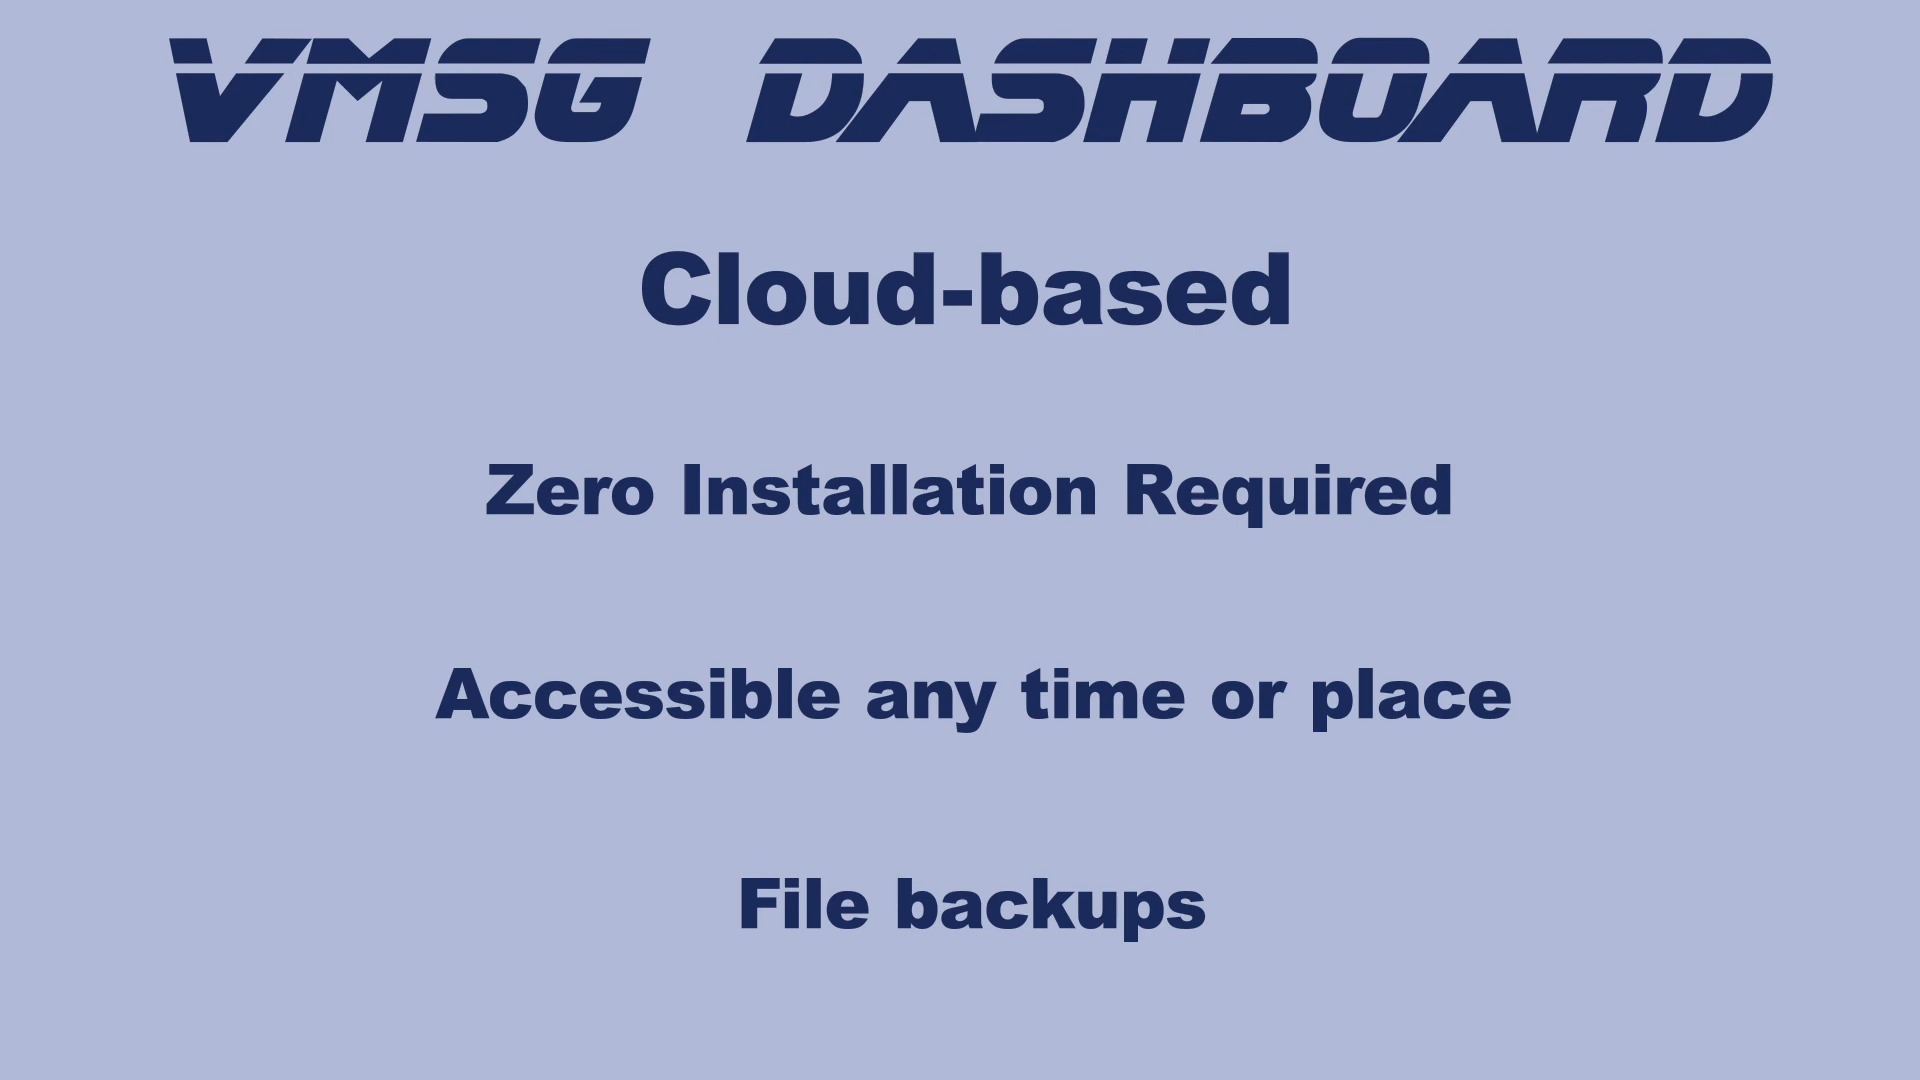 VMSG DASHBOARD
Cloud-based
Zero Installation Required
Accessible any time or place
File backups